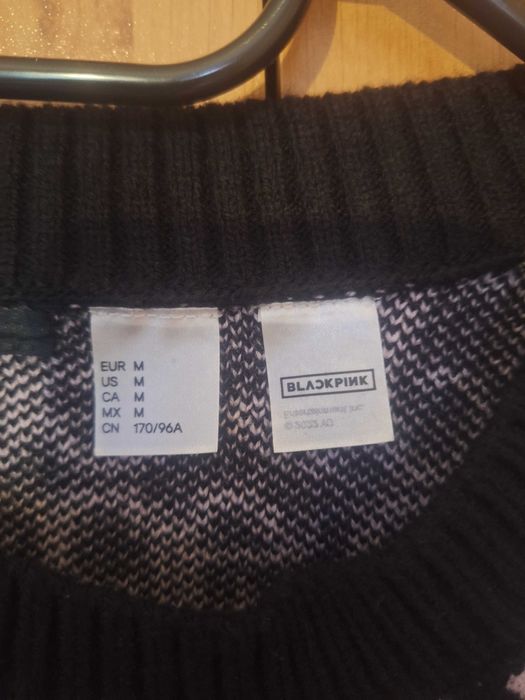 EUR M
US M
CA M
MX M
CN 170/96A
BLACKPINK